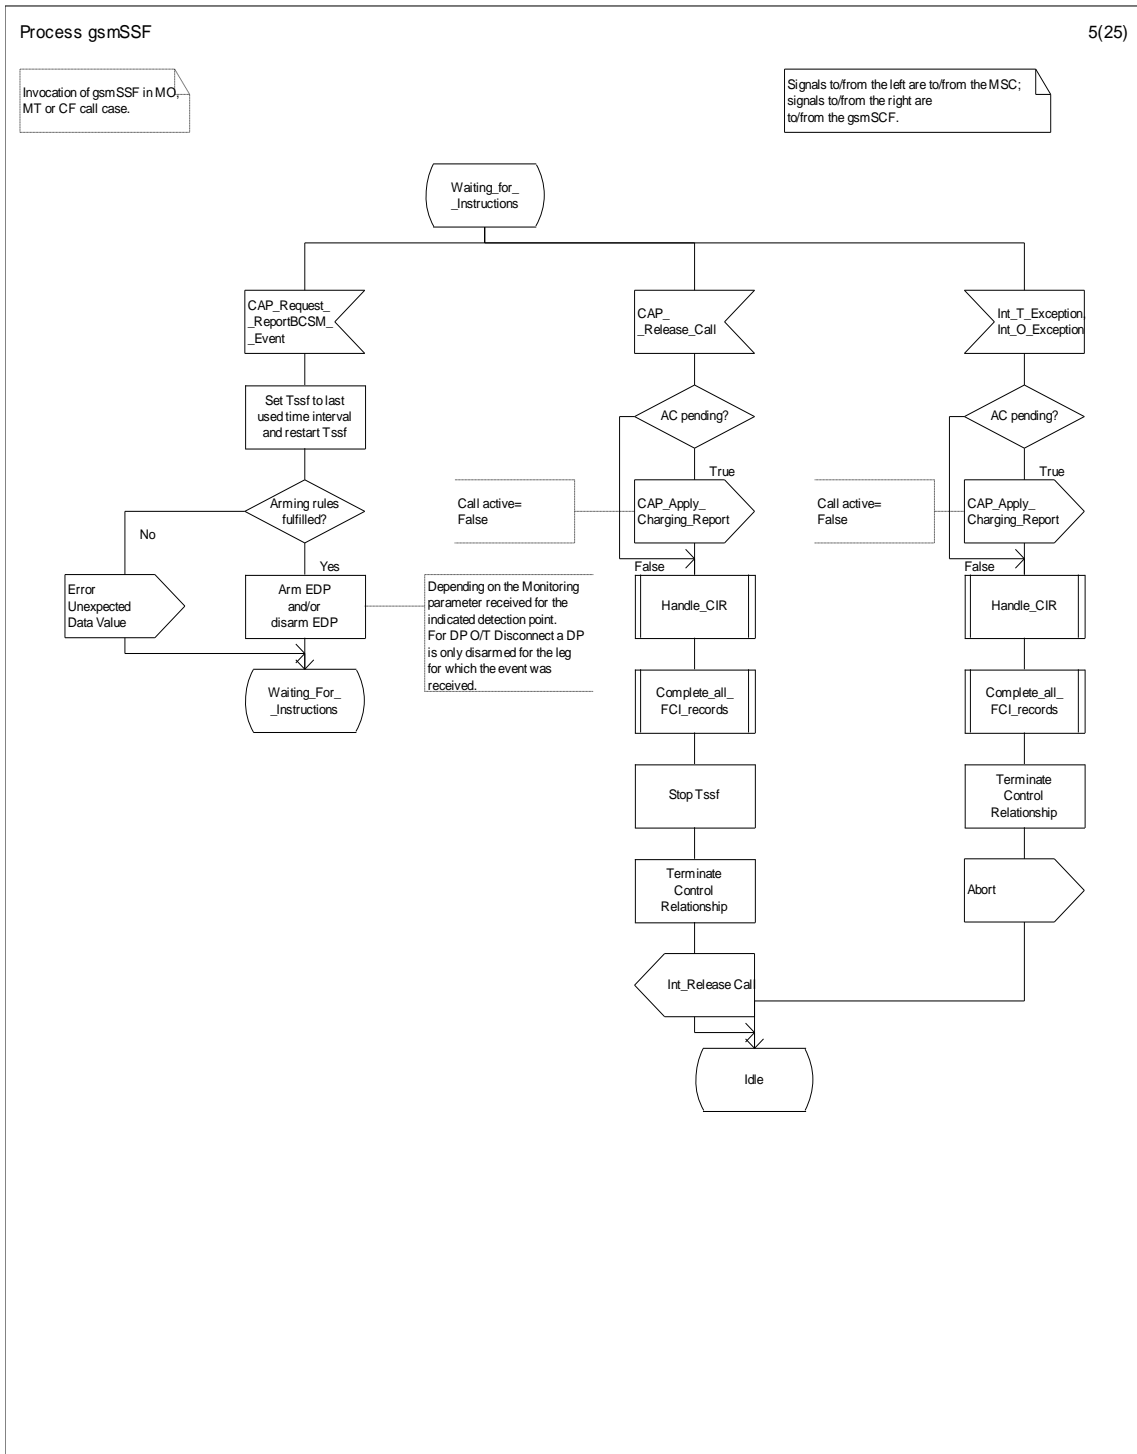 Process gsmSSF
5(25)
Invocation of gsmSSF in MO,
MT or CF call case.
Signals to/from the left are to/from the MSC;
signals to/from the right are
to/from the gsmSCF.
Waiting_for_
_Instructions
CAP_Request_
_ReportBCSM_
_Event
CAP_
_Release_Call
Int_T_Exception,
Int_O_Exception
Set Tssf to last
used time interval
and restart Tssf
AC pending?
AC pending?
True
True
Arming rules
fulfilled?
No
Yes
Call active=
False
CAP_Apply_
Charging_Report
Call active=
False
CAP_Apply_
Charging_Report
False
False
Error
Unexpected
Data Value
Arm EDP
and/or
disarm EDP
Depending on the Monitoring
parameter received for the
indicated detection point.
For DP O/T Disconnect a DP
is only disarmed for the leg
for which the event was
received.
Handle_CIR
Handle_CIR
Waiting_For_
_Instructions
Complete_all_
FCI_records
Complete_all_
FCI_records
Stop Tssf
Terminate
Control
Relationship
Terminate
Control
Relationship
Abort
Int_Release Call
Idle